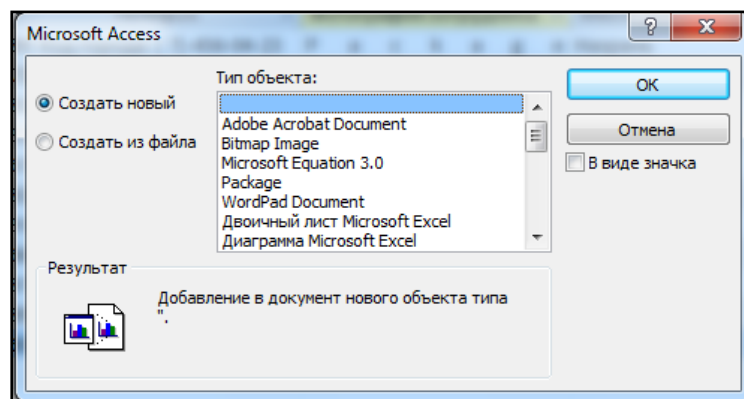 Microsoft Access
Тип объекта:
Создать новый
Создать из файла
Adobe Acrobat Document
Bitmap Image
Microsoft Equation 3.0
Package
WordPad Document
Двоичный лист Microsoft Excel
Диаграмма Microsoft Excel
OK
Отмена
В виде значка
Результат
Добавление в документ нового объекта типа
''.